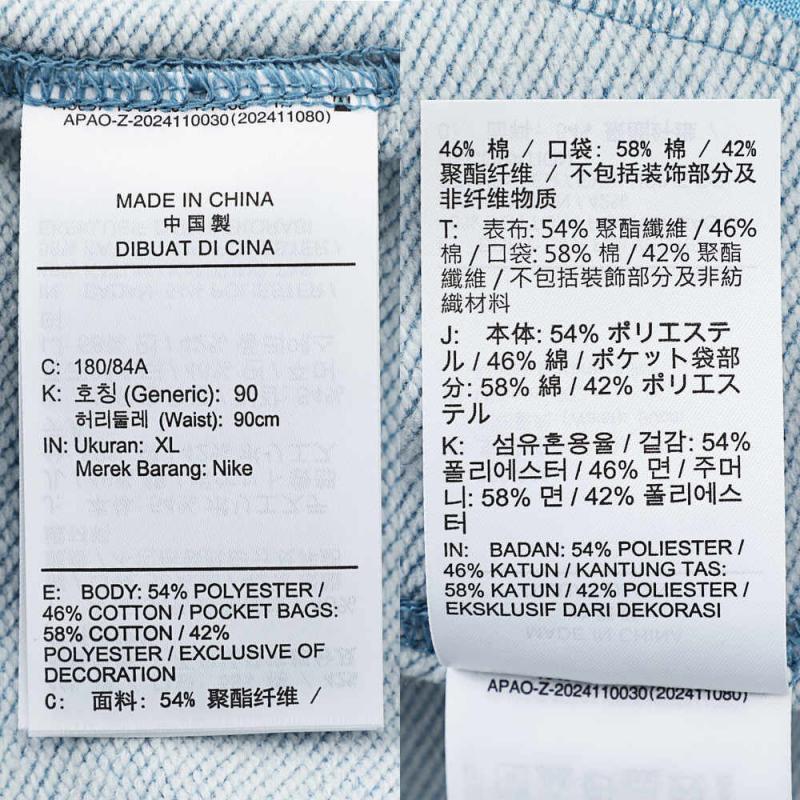 APAO-Z-2024110030(202411080)
MADE IN CHINA
中国製
DIBUAT DI CINA
C: 180/84A
K: 호칭 (Generic): 90
허리둘레 (Waist): 90cm
IN: Ukuran: XL
Merek Barang: Nike
E: BODY: 54% POLYESTER /
46% COTTON / POCKET BAGS:
58% COTTON / 42%
POLYESTER / EXCLUSIVE OF
DECORATION
C: 面料: 54% 聚酯纤维 /
46% 棉 / 口袋: 58% 棉 / 42%
聚酯纤维 / 不包括装饰部分及
非纤维物质
T: 表布: 54% 聚酯纖維 / 46%
棉 / 口袋: 58% 棉 / 42% 聚酯
纖維 / 不包括裝飾部分及非紡
織材料
J: 本体: 54% ポリエステ
ル / 46% 綿 / ポケット袋部
分: 58% 綿 / 42% ポリエス
テル
K: 섬유혼용율 / 겉감: 54%
폴리에스터 / 46% 면 / 주머
니: 58% 면 / 42% 폴리에스
터
IN: BADAN: 54% POLIESTER /
46% KATUN / KANTUNG TAS:
58% KATUN / 42% POLIESTER /
EKSKLUSIF DARI DEKORASI
APAO-Z-2024110030(202411080)